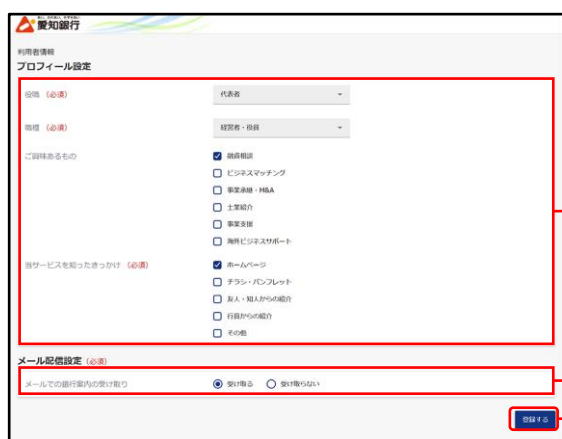 愛知銀行
利用者情報
プロフィール設定
役職 (必須) 代表者
職種 (必須) 経営者・役員
ご興味あるもの 融資相談
ビジネスマッチング
事業承継・M&A
士業紹介
事業支援
海外ビジネスサポート
当サービスを知ったきっかけ (必須) ホームページ
チラシ・パンフレット
友人・知人からの紹介
行員からの紹介
その他
メール配信設定 (必須)
メールでの銀行案内の受け取り 受け取る 受け取らない
登録する